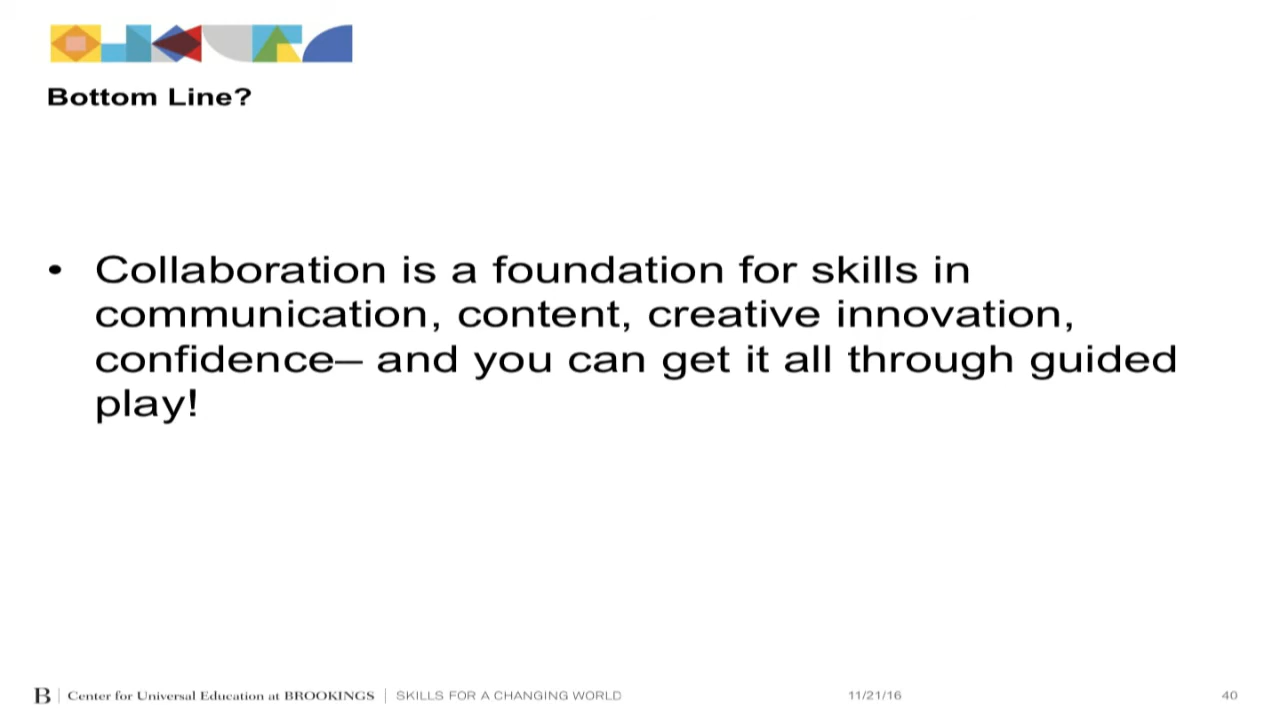 Bottom Line?
• Collaboration is a foundation for skills in
communication, content, creative innovation,
confidence– and you can get it all through guided
play!
B | Center for Universal Education at BROOKINGS | SKILLS FOR A CHANGING WORLD 11/21/16 40